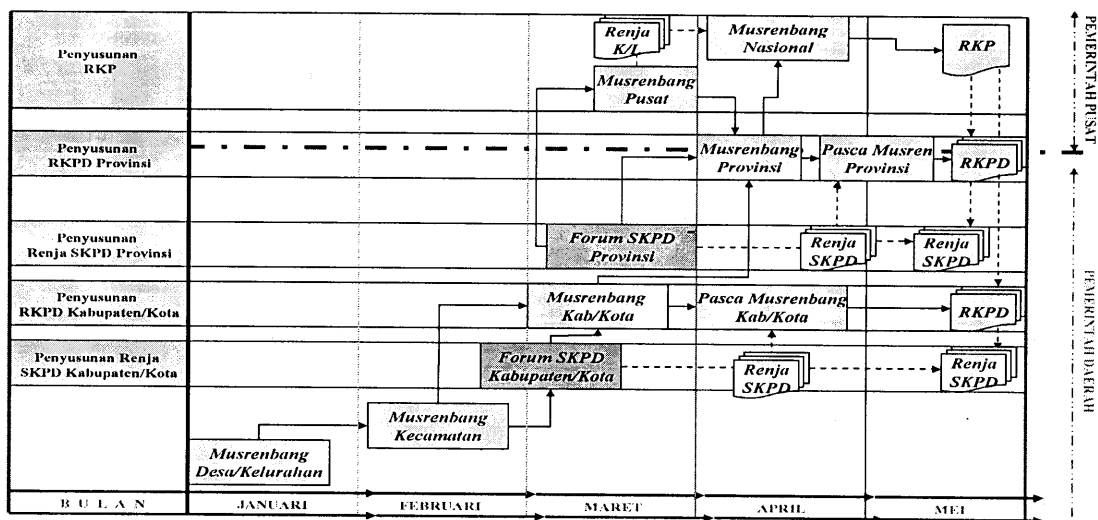 Penyusunan
RKP
Renja
K/L
Musrenbang
Nasional
RKP
Musrenbang
Pusat
PEMERINTAH PUSAT
Penyusunan
RKPD Provinsi
Musrenbang
Provinsi
Pasca Musren
Provinsi
RKPD
Penyusunan
Renja SKPD Provinsi
Forum SKPD
Provinsi
Renja
SKPD
Renja
SKPD
Penyusunan
RKPD Kabupaten/Kota
Musrenbang
Kab/Kota
Pasca Musrenbang
Kab/Kota
RKPD
PEMERINTAH DAERAH
Penyusunan Renja
SKPD Kabupaten/Kota
Forum SKPD
Kabupaten/Kota
Renja
SKPD
Renja
SKPD
Musrenbang
Kecamatan
Musrenbang
Desa/Kelurahan
BULAN
JANUARI
FEBRUARI
MARET
APRIL
MEI